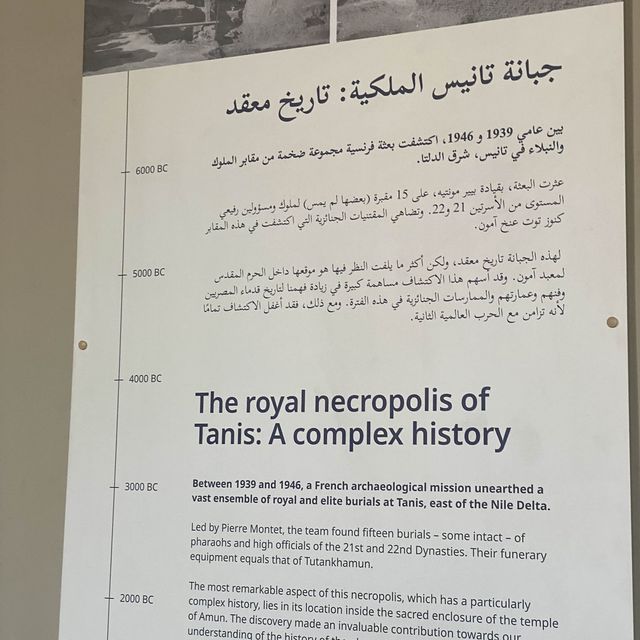 جبانة تانيس الملكية: تاريخ معقد
بين عامي 1939 و 1946، اكتشفت بعثة فرنسية مجموعة ضخمة من مقابر الملوك
والنبلاء في تانيس، شرق الدلتا.
عثرت البعثة، بقيادة بيير مونتيه، على 15 مقبرة (بعضها لم يمس) لملوك ومسؤولين رفيعي
المستوى من الأسرتين 21 و22. وتضاهي المقتنيات الجنائزية التي اكتشفت في هذه المقابر
كنوز توت عنخ آمون.
لهذه الجبانة تاريخ معقد، ولكن أكثر ما يلفت النظر فيها هو موقعها داخل الحرم المقدس
لمعبد آمون. وقد أسهم هذا الاكتشاف مساهمة كبيرة في زيادة فهمنا لتاريخ قدماء المصريين
وفنهم وعمارتهم والممارسات الجنائزية في هذه الفترة. ومع ذلك، فقد أغفل الاكتشاف تمامًا
لأنه تزامن مع الحرب العالمية الثانية.
6000 BC
5000 BC
4000 BC
3000 BC
2000 BC
The royal necropolis of
Tanis: A complex history
Between 1939 and 1946, a French archaeological mission unearthed a
vast ensemble of royal and elite burials at Tanis, east of the Nile Delta.
Led by Pierre Montet, the team found fifteen burials – some intact – of
pharaohs and high officials of the 21st and 22nd Dynasties. Their funerary
equipment equals that of Tutankhamun.
The most remarkable aspect of this necropolis, which has a particularly
complex history, lies in its location inside the sacred enclosure of the temple
of Amun. The discovery made an invaluable contribution towards our
understanding of the history of